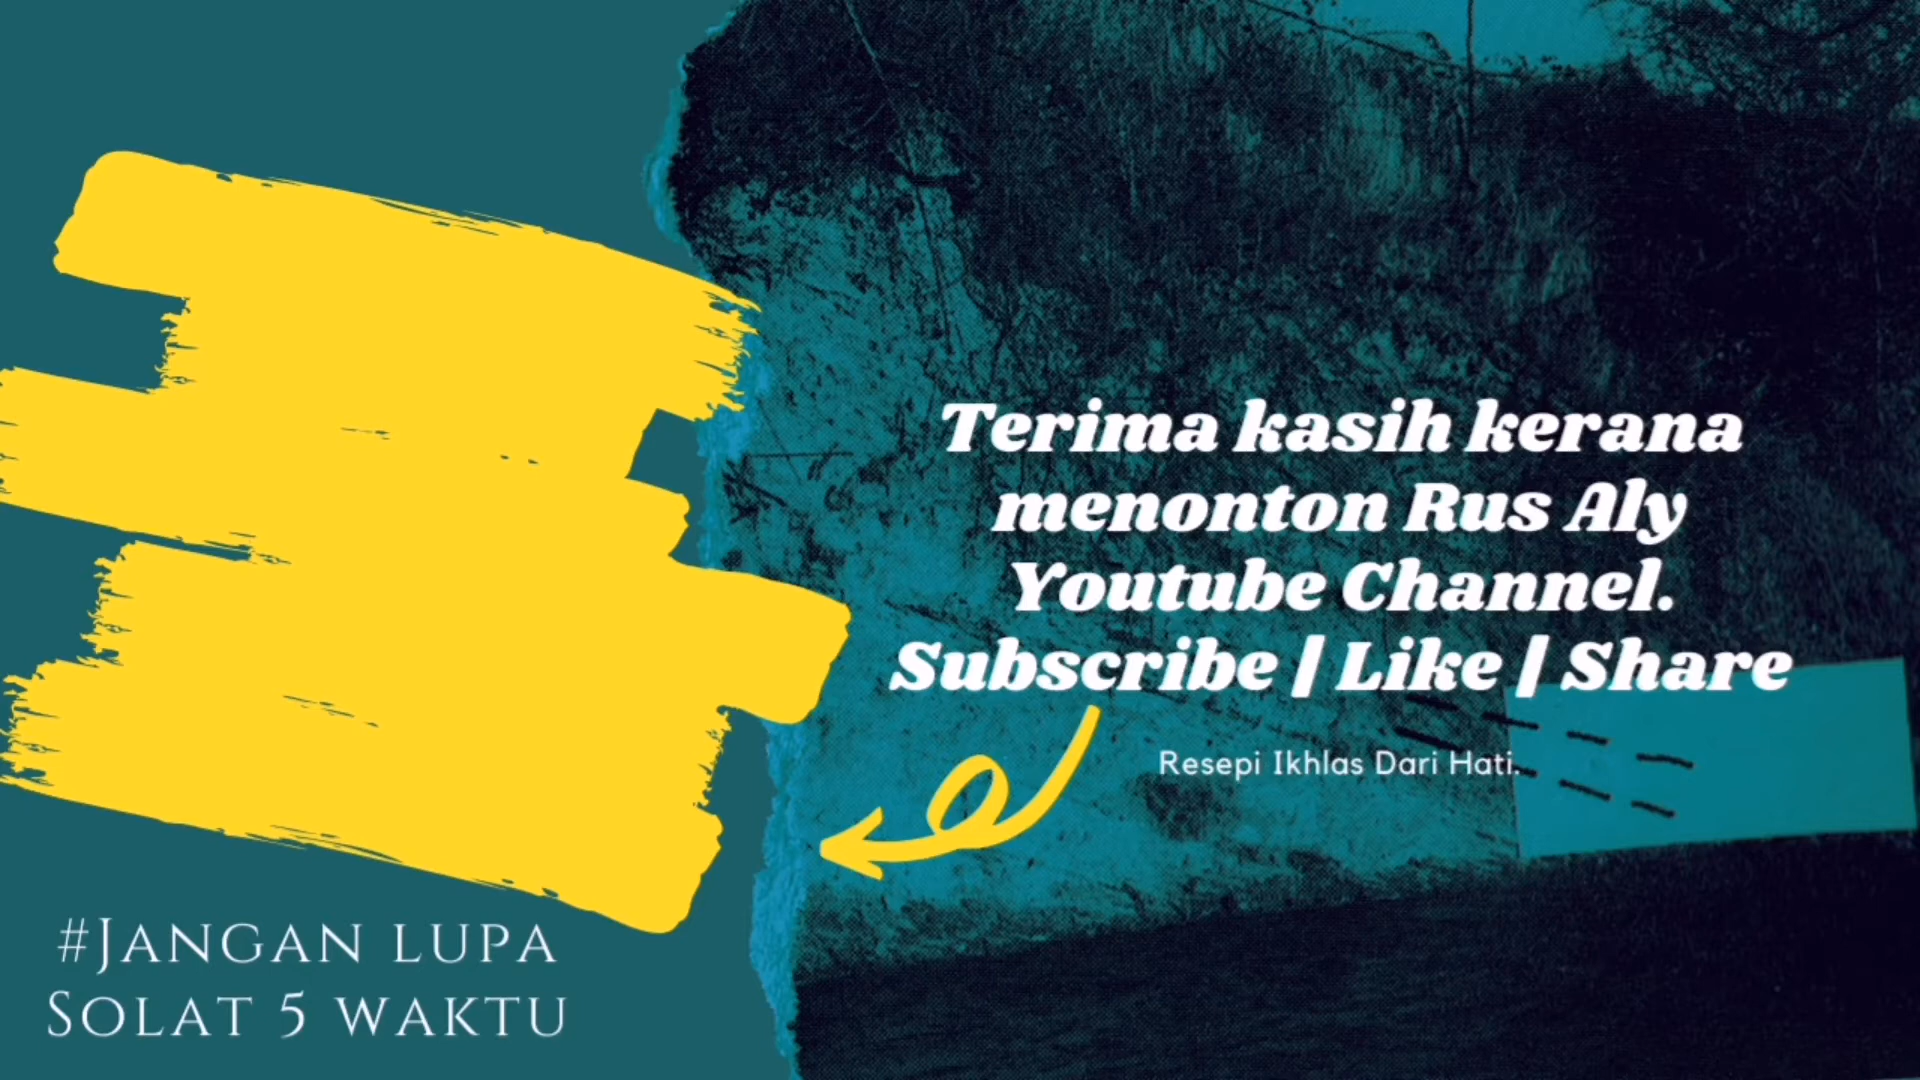 Terima kasih kerana
menonton Rus Aly
Youtube Channel.
Subscribe | Like | Share
Resepi Ikhlas Dari Hati.
#Jangan lupa
Solat 5 waktu